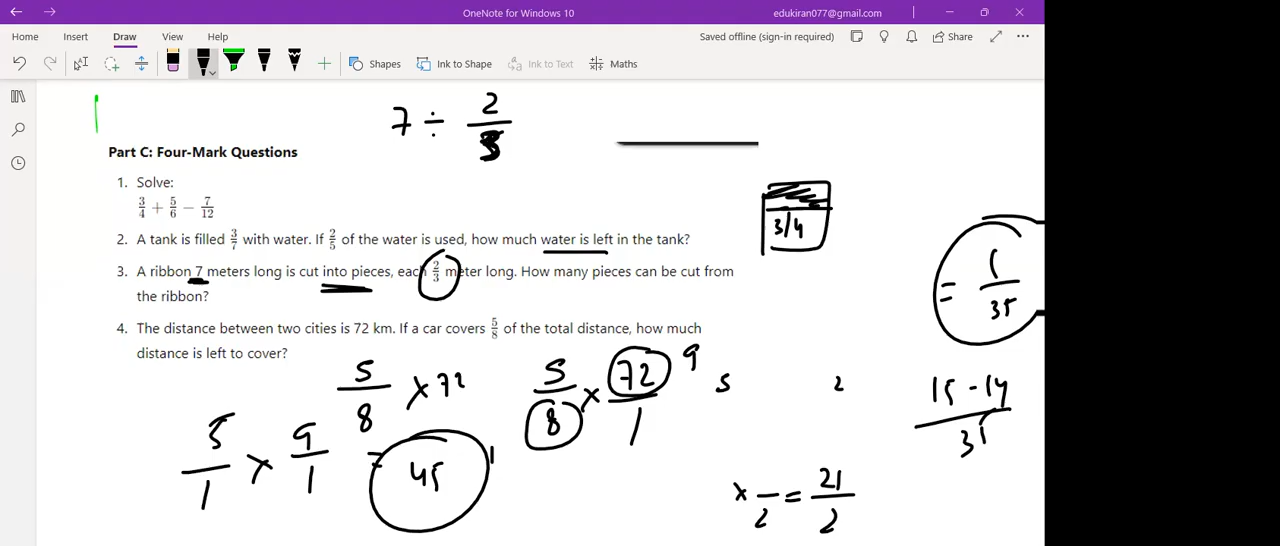 OneNote for Windows 10
edukiran077@gmail.com
Home Insert Draw View Help
Saved offline (sign-in required)
Share
Shapes Ink to Shape Ink to Text Maths
7 ÷ 2/3
Part C: Four-Mark Questions
1. Solve:
3/4 + 5/6 − 7/12
2. A tank is filled 3/7 with water. If 2/5 of the water is used, how much water is left in the tank?
3/4
3. A ribbon 7 meters long is cut into pieces, each 2/3 meter long. How many pieces can be cut from
the ribbon?
= 1/35
4. The distance between two cities is 72 km. If a car covers 5/8 of the total distance, how much
distance is left to cover?
5/8 × 72
5/8 × 72/1 9
5
2
15 - 14/35
5/1 × 9/1 = 45
× /2 = 21/2